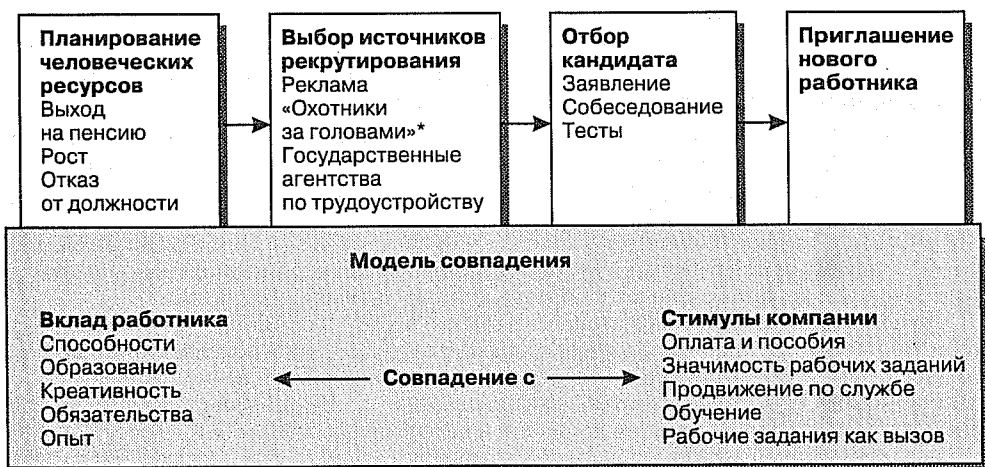 Планирование
человеческих
ресурсов
Выход
на пенсию
Рост
Отказ
от должности
Выбор источников
рекрутирования
Реклама
«Охотники
за головами»*
Государственные
агентства
по трудоустройству
Отбор
кандидата
Заявление
Собеседование
Тесты
Приглашение
нового
работника
Модель совпадения
Вклад работника
Способности
Образование
Креативность
Обязательства
Опыт
Совпадение с
Стимулы компании
Оплата и пособия
Значимость рабочих заданий
Продвижение по службе
Обучение
Рабочие задания как вызов